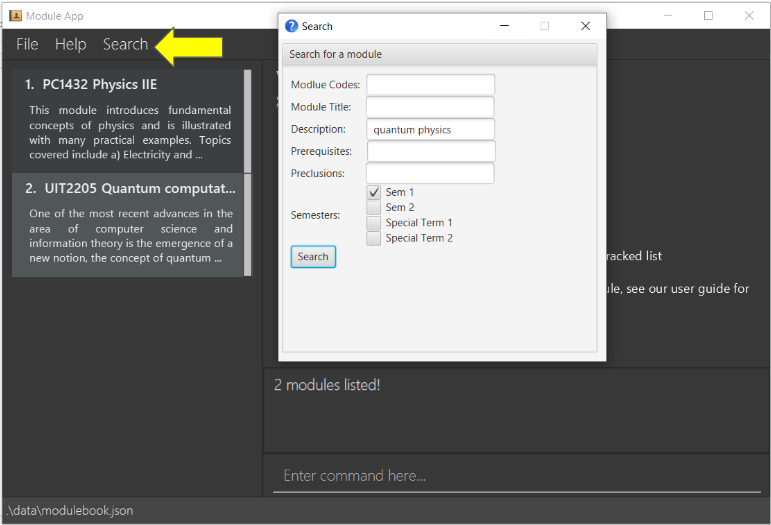 Module App
File Help Search
1. PC1432 Physics IIE
This module introduces fundamental
concepts of physics and is illustrated
with many practical examples. Topics
covered include a) Electricity and ...
2. UIT2205 Quantum computat...
One of the most recent advances in the
area of computer science and
information theory is the emergence of a
new notion, the concept of quantum ...
Search
Search for a module
Modlue Codes:
Module Title:
Description: quantum physics
Prerequisites:
Preclusions:
Semesters:
Sem 1
Sem 2
Special Term 1
Special Term 2
Search
racked list
ule, see our user guide for
2 modules listed!
Enter command here...
.\data\modulebook.json